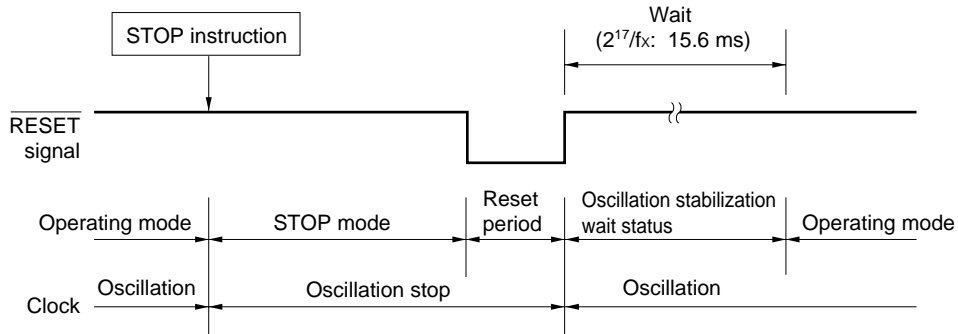 Wait
(2¹⁷/fX: 15.6 ms)
STOP instruction
RESET
signal
Operating mode
STOP mode
Reset
period
Oscillation stabilization
wait status
Operating mode
Clock
Oscillation
Oscillation stop
Oscillation